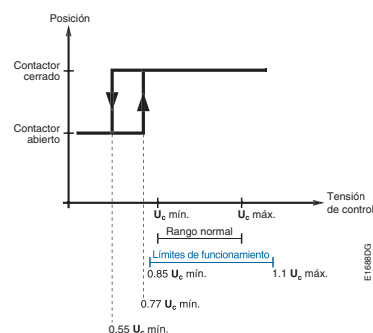 Posición
Contactor
cerrado
Contactor
abierto
Tensión
de control
Uc mín.
Uc máx.
Rango normal
Límites de funcionamiento
0.85 Uc mín.
1.1 Uc máx.
0.77 Uc mín.
0.55 Uc mín.
E1688DG